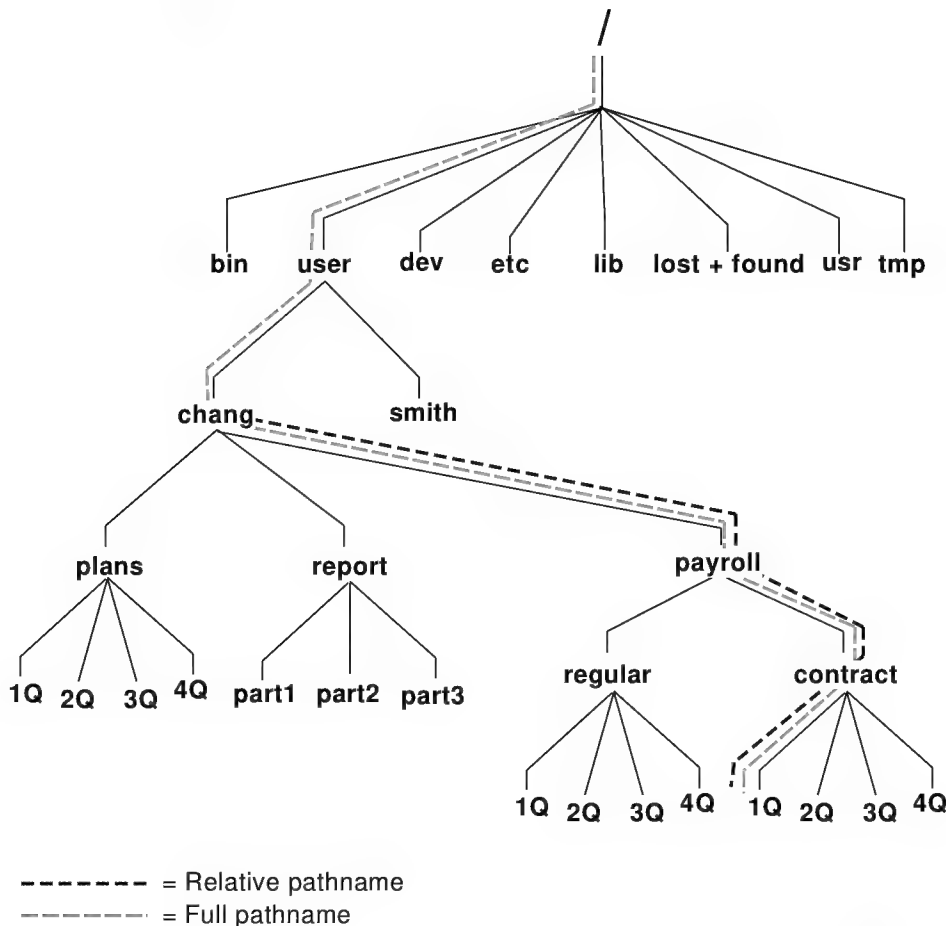 /
bin user dev etc lib lost + found usr tmp
chang smith
plans report payroll
regular contract
1Q 2Q 3Q 4Q part1 part2 part3
1Q 2Q 3Q 4Q 1Q 2Q 3Q 4Q
= Relative pathname
= Full pathname